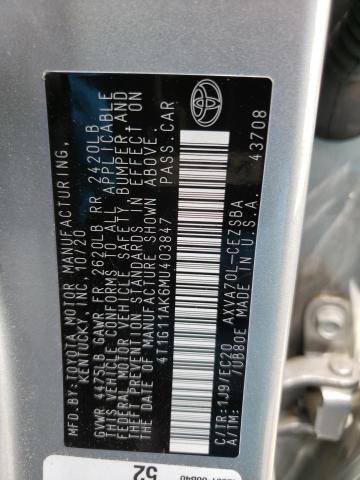 MFD. BY: TOYOTA MOTOR MANUFACTURING,
KENTUCKY, INC. 10/20
GVWR 4475LB GAWR FR 2620LB RR 2420LB
THIS VEHICLE CONFORMS TO ALL APPLICABLE
FEDERAL MOTOR VEHICLE SAFETY, BUMPER AND
THEFT PREVENTION STANDARDS IN EFFECT
ON THE DATE OF MANUFACTURE SHOWN ABOVE.
4T1G11AK6MU403847 PASS.CAR
C/TR:1J9/EC20 AXVA70L-CEZSBA
A/TM: /UB80E MADE IN U.S.A. 43708
52